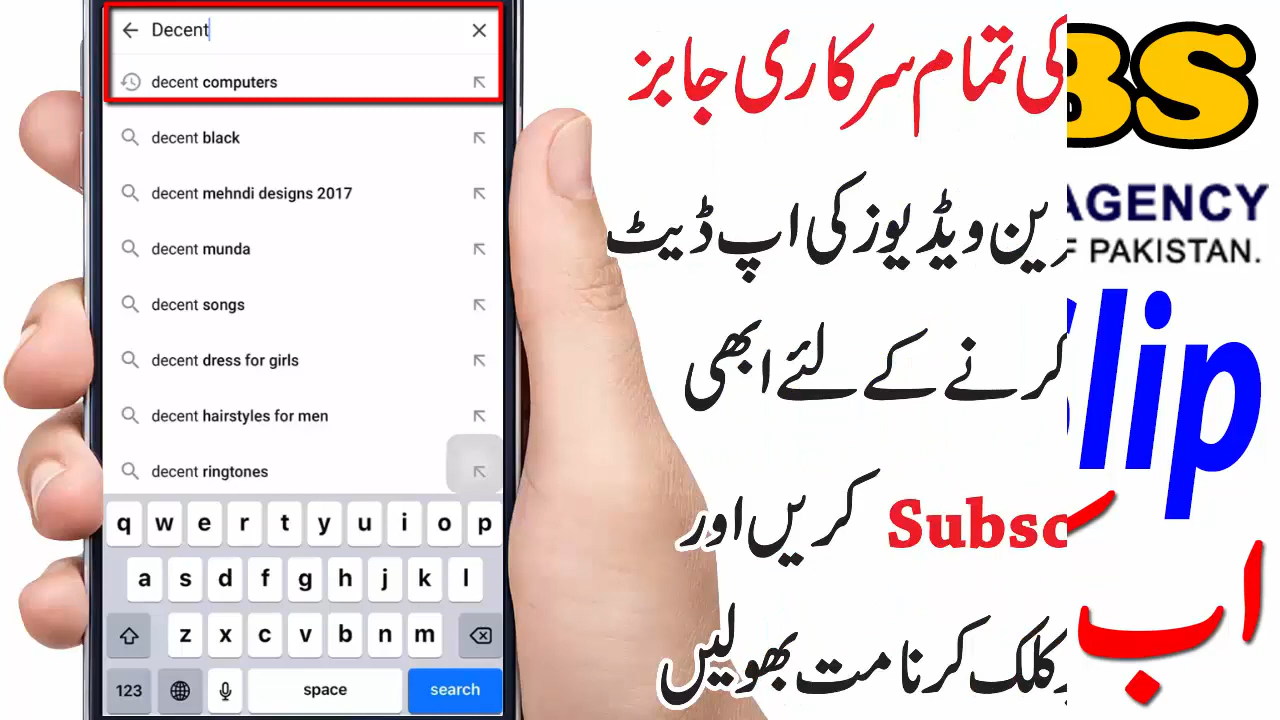 Decent
decent computers
decent black
decent mehndi designs 2017
decent munda
decent songs
decent dress for girls
decent hairstyles for men
decent ringtones
q w e r t y u i o p
a s d f g h j k l
z x c v b n m
123 space search
کی تمام سرکاری جابز
ین ویڈیوز کی اپ ڈیٹ
کرنے کے لئے ابھی
Subsc کریں اور
کلک کرنا مت بھولیں
BS
AGENCY
F PAKISTAN.
Slip
اب